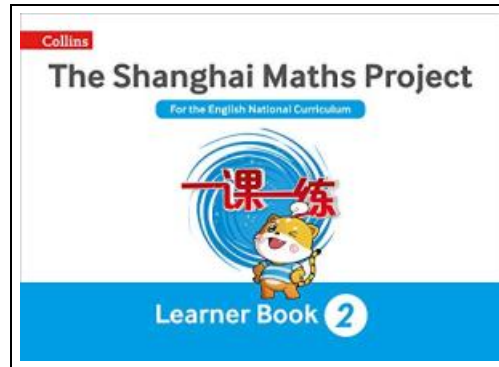 Collins
The Shanghai Maths Project
For the English National Curriculum
一课一练
Learner Book 2